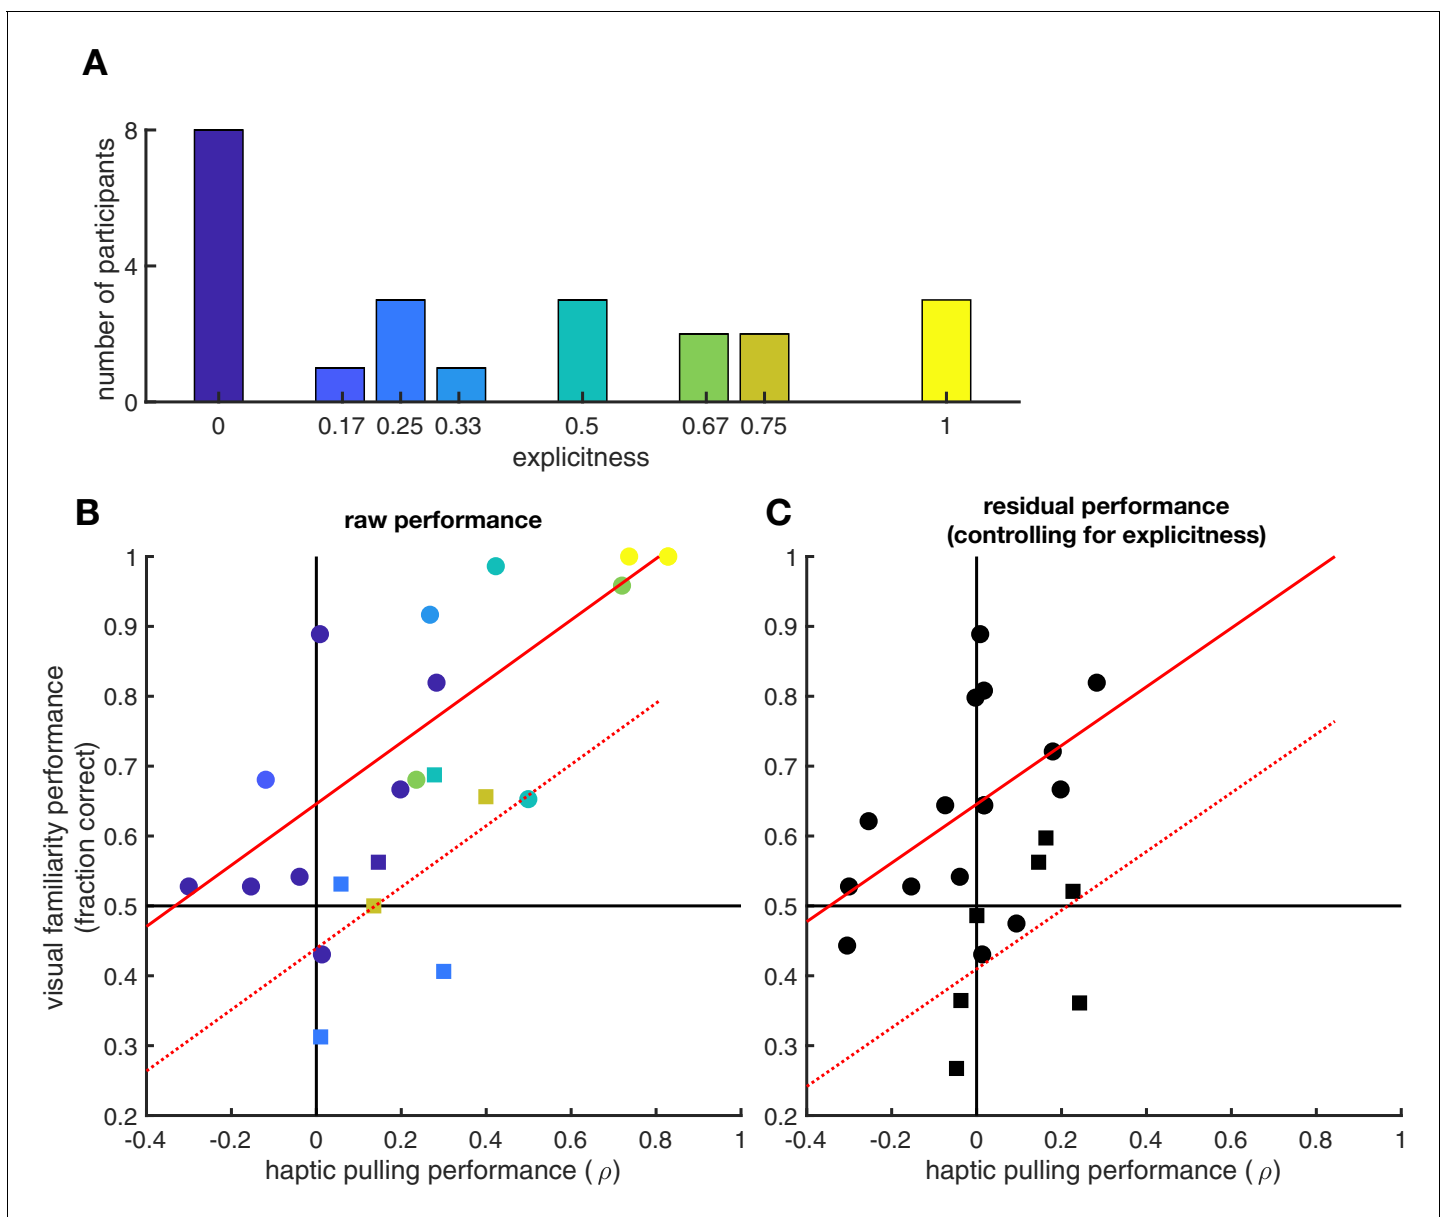 A
number of participants
8
4
0
0 0.17 0.25 0.33 0.5 0.67 0.75 1
explicitness
B
raw performance
visual familiarity performance
(fraction correct)
1
0.9
0.8
0.7
0.6
0.5
0.4
0.3
0.2
-0.4 -0.2 0 0.2 0.4 0.6 0.8 1
haptic pulling performance ( ρ)
C
residual performance
(controlling for explicitness)
1
0.9
0.8
0.7
0.6
0.5
0.4
0.3
0.2
-0.4 -0.2 0 0.2 0.4 0.6 0.8 1
haptic pulling performance ( ρ)